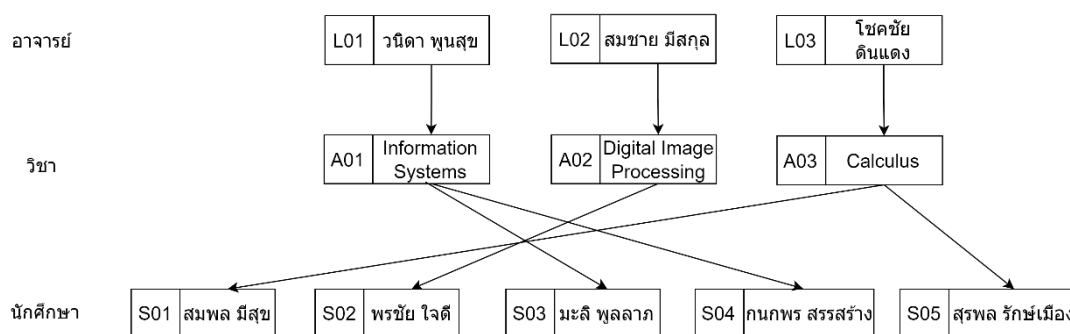 อาจารย์
L01 วนิดา พูนสุข
L02 สมชาย มีสกุล
L03 โชคชัย
ดินแดง
วิชา
A01 Information
Systems
A02 Digital Image
Processing
A03 Calculus
นักศึกษา
S01 สมพล มีสุข
S02 พรชัย ใจดี
S03 มะลิ พูลลาภ
S04 กนกพร สรรสร้าง
S05 สุรพล รักษ์เมือง